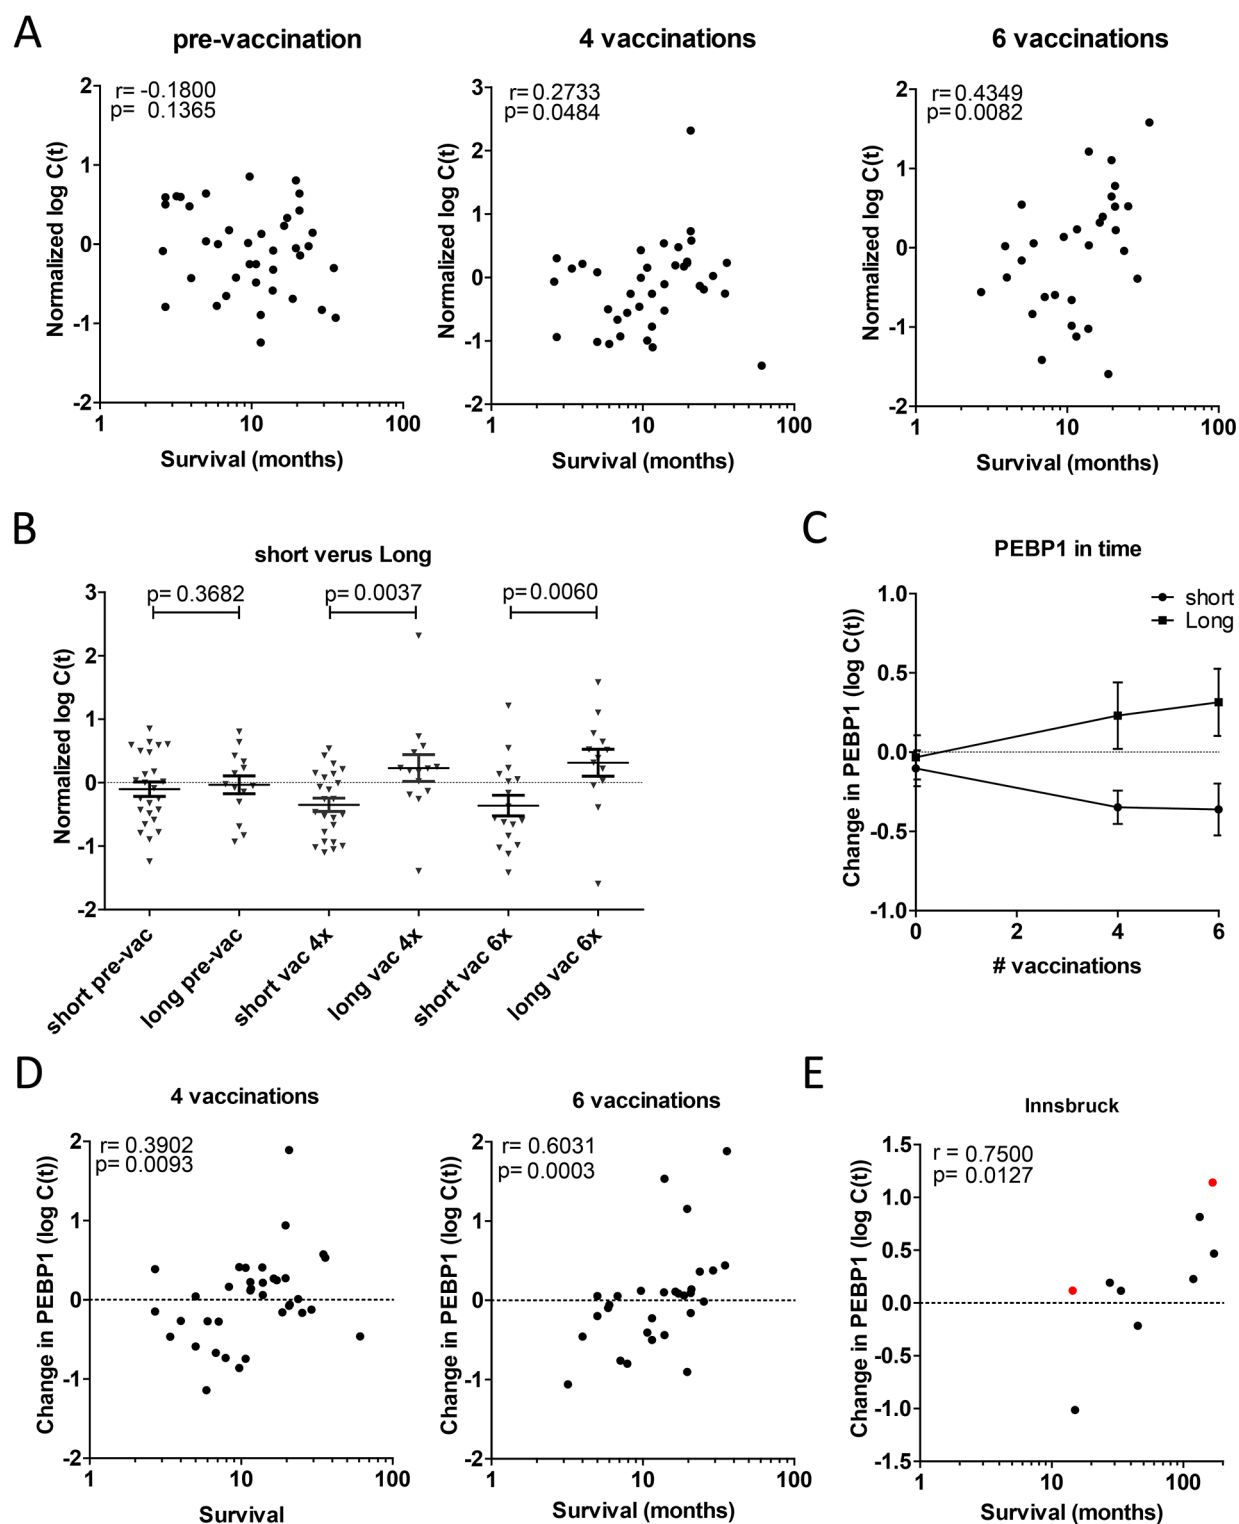 A
pre-vaccination
4 vaccinations
6 vaccinations
r= -0.1800
p= 0.1365
r= 0.2733
p= 0.0484
r= 0.4349
p= 0.0082
Normalized log C(t)
2
1
0
-1
-2
1 10 100
Survival (months)
Normalized log C(t)
3
2
1
0
-1
-2
1 10 100
Survival (months)
Normalized log C(t)
2
1
0
-1
-2
1 10 100
Survival (months)
B
short verus Long
p= 0.3682
p= 0.0037
p= 0.0060
Normalized log C(t)
3
2
1
0
-1
-2
short pre-vac
long pre-vac
short vac 4x
long vac 4x
short vac 6x
long vac 6x
C
PEBP1 in time
short
Long
Change in PEBP1 (log C(t))
1.0
0.5
0.0
-0.5
-1.0
0 2 4 6
# vaccinations
D
4 vaccinations
r= 0.3902
p= 0.0093
Change in PEBP1 (log C(t))
2
1
0
-1
-2
1 10 100
Survival
6 vaccinations
r= 0.6031
p= 0.0003
Change in PEBP1 (log C(t))
2
1
0
-1
-2
1 10 100
Survival (months)
E
Innsbruck
r = 0.7500
p= 0.0127
Change in PEBP1 (log C(t))
1.5
1.0
0.5
0.0
-0.5
-1.0
-1.5
1 10 100
Survival (months)